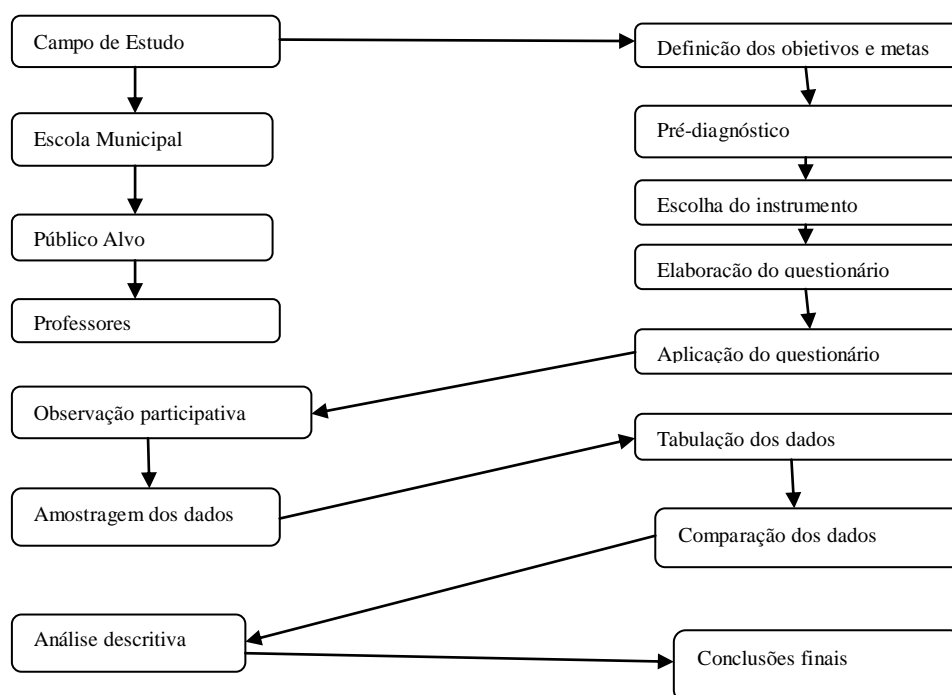 Campo de Estudo
Definição dos objetivos e metas
Escola Municipal
Pré-diagnóstico
Público Alvo
Escolha do instrumento
Elaboração do questionário
Professores
Aplicação do questionário
Observação participativa
Tabulação dos dados
Amostragem dos dados
Comparação dos dados
Análise descritiva
Conclusões finais